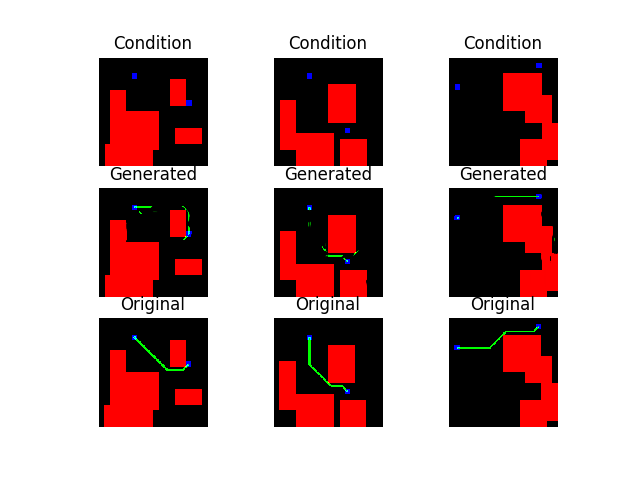 Condition Condition Condition
Generated Generated Generated
Original Original Original